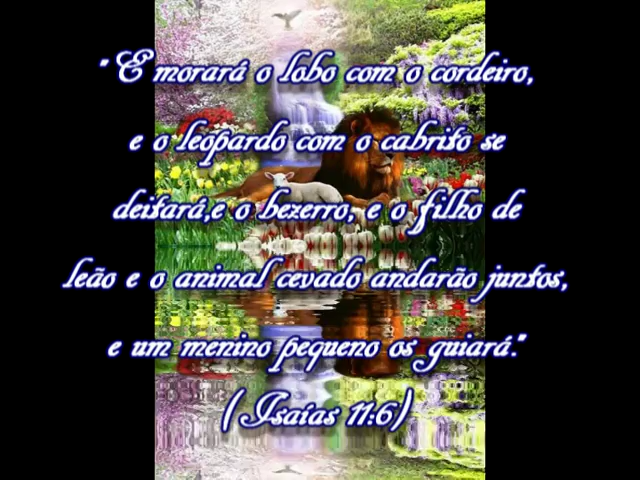 " E morará o lobo com o cordeiro,
e o leopardo com o cabrito se
deitará,e o bezerro, e o filho de
leão e o animal cevado andarão juntos,
e um menino pequeno os guiará."
( Isaías 11:6)